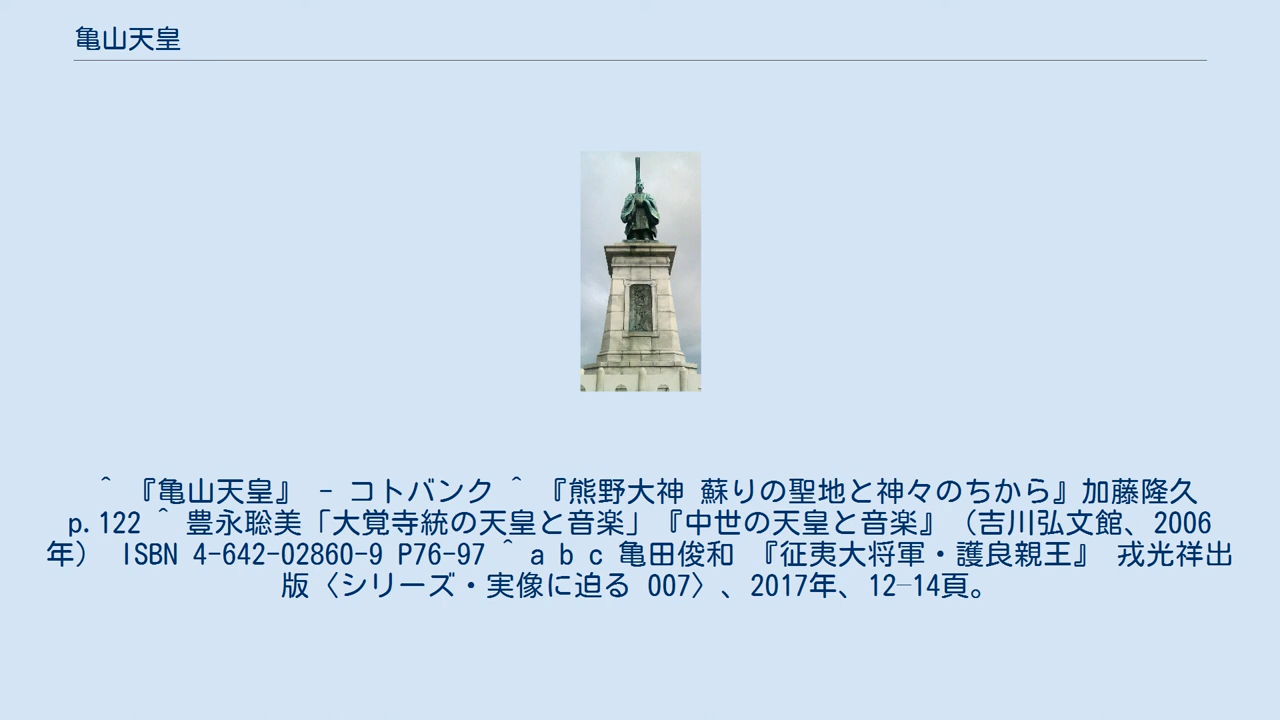 亀山天皇
^ 『亀山天皇』 - コトバンク ^ 『熊野大神 蘇りの聖地と神々のちから』加藤隆久
p.122 ^ 豊永聡美「大覚寺統の天皇と音楽」『中世の天皇と音楽』（吉川弘文館、2006
年） ISBN 4-642-02860-9 P76-97 ^ a b c 亀田俊和 『征夷大将軍・護良親王』 戎光祥出
版〈シリーズ・実像に迫る 007〉、2017年、12–14頁。